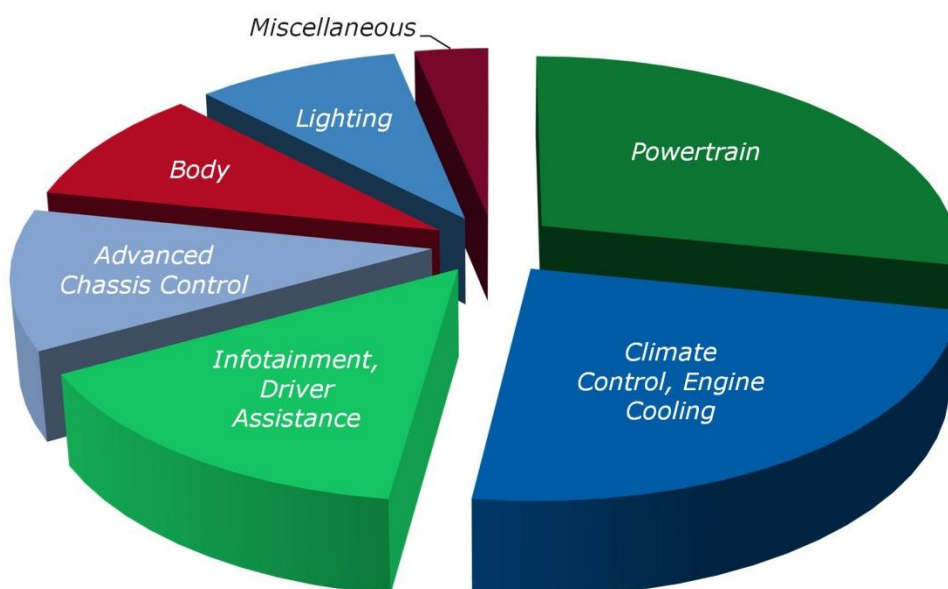 Miscellaneous
Lighting
Powertrain
Body
Advanced
Chassis Control
Infotainment,
Driver
Assistance
Climate
Control, Engine
Cooling